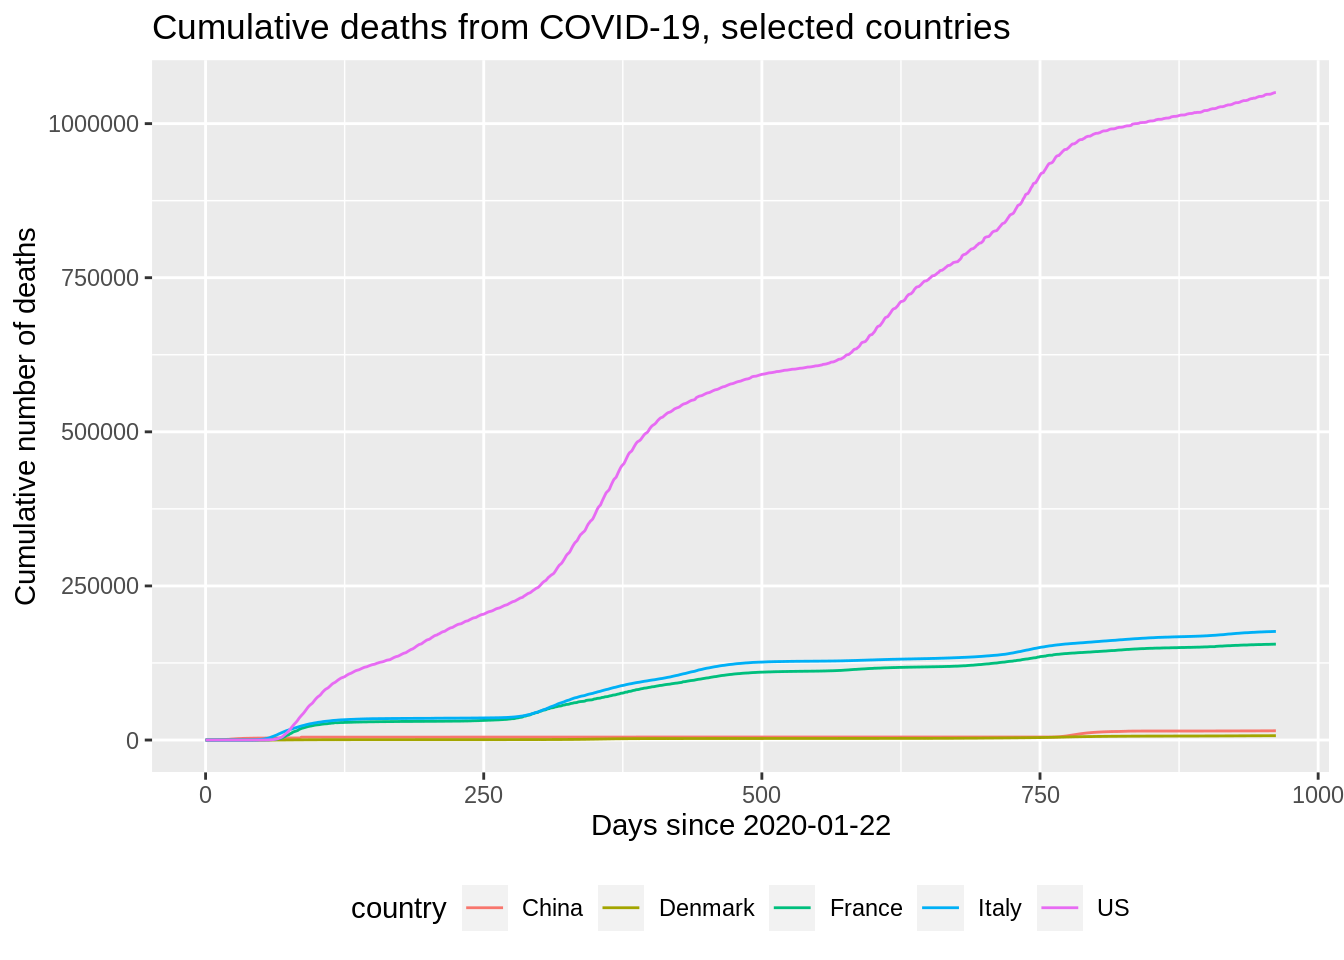 Cumulative deaths from COVID-19, selected countries
Cumulative number of deaths
1000000
750000
500000
250000
0
0 250 500 750 1000
Days since 2020-01-22
country China Denmark France Italy US